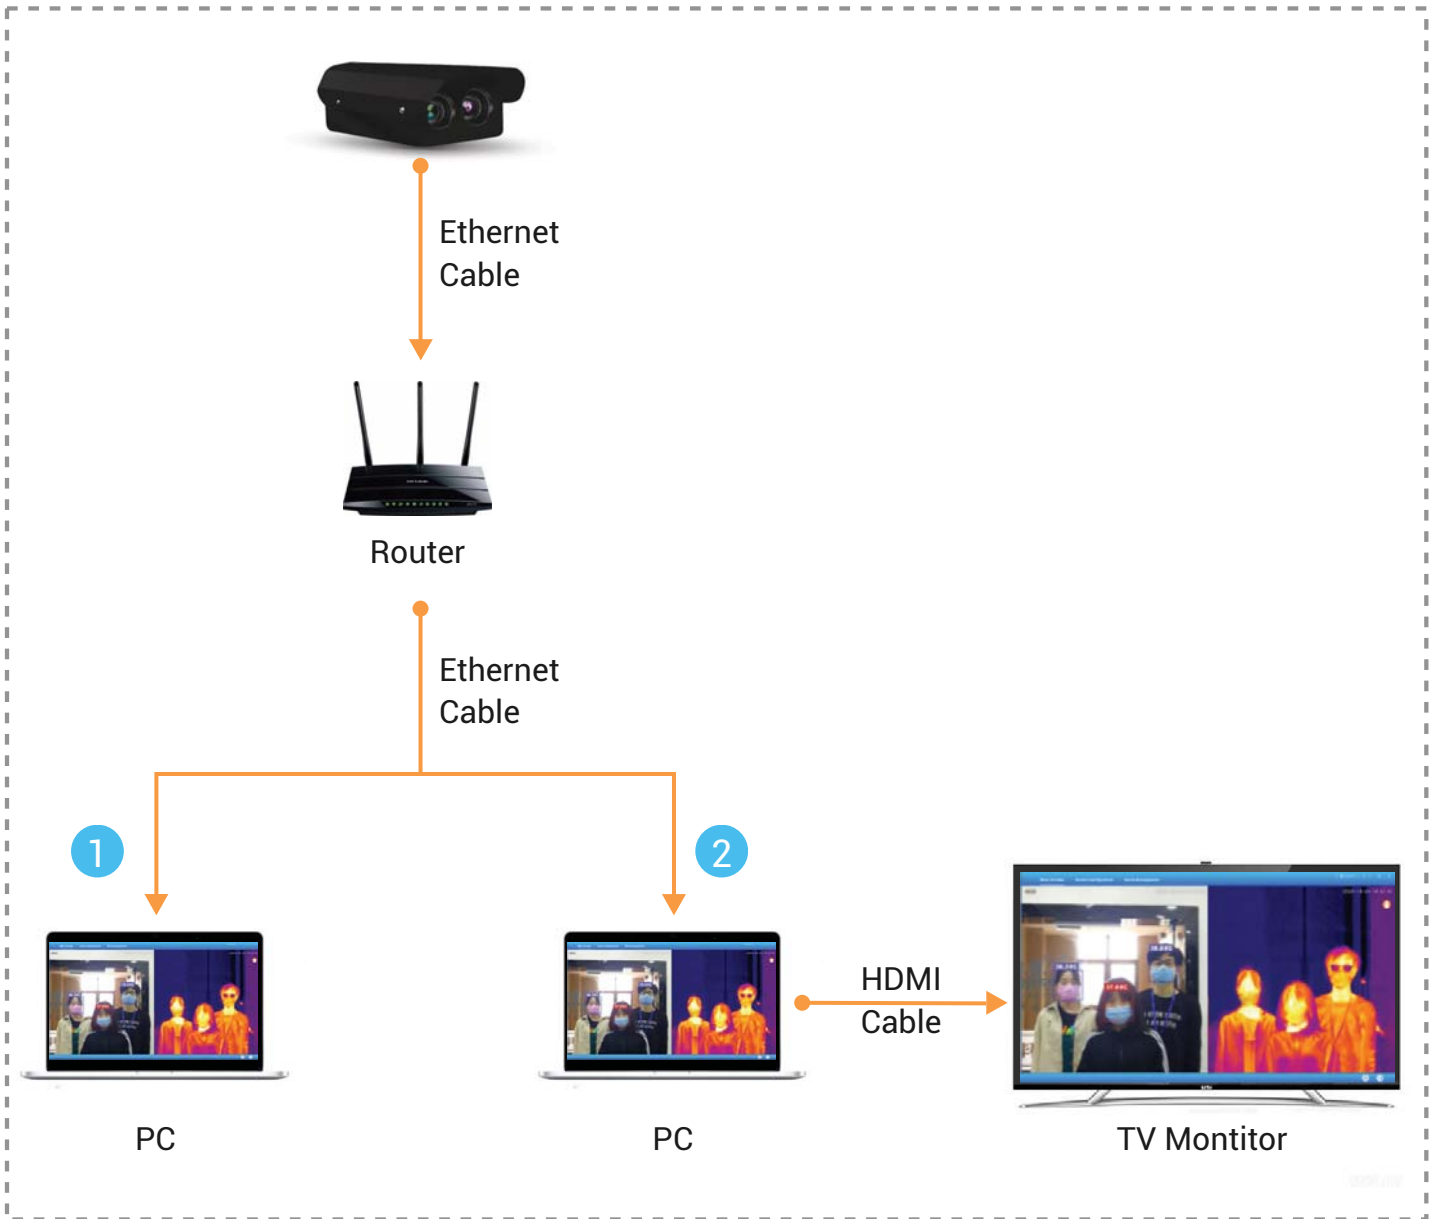 Ethernet
Cable
Router
Ethernet
Cable
1
2
HDMI
Cable
PC
PC
TV Montitor